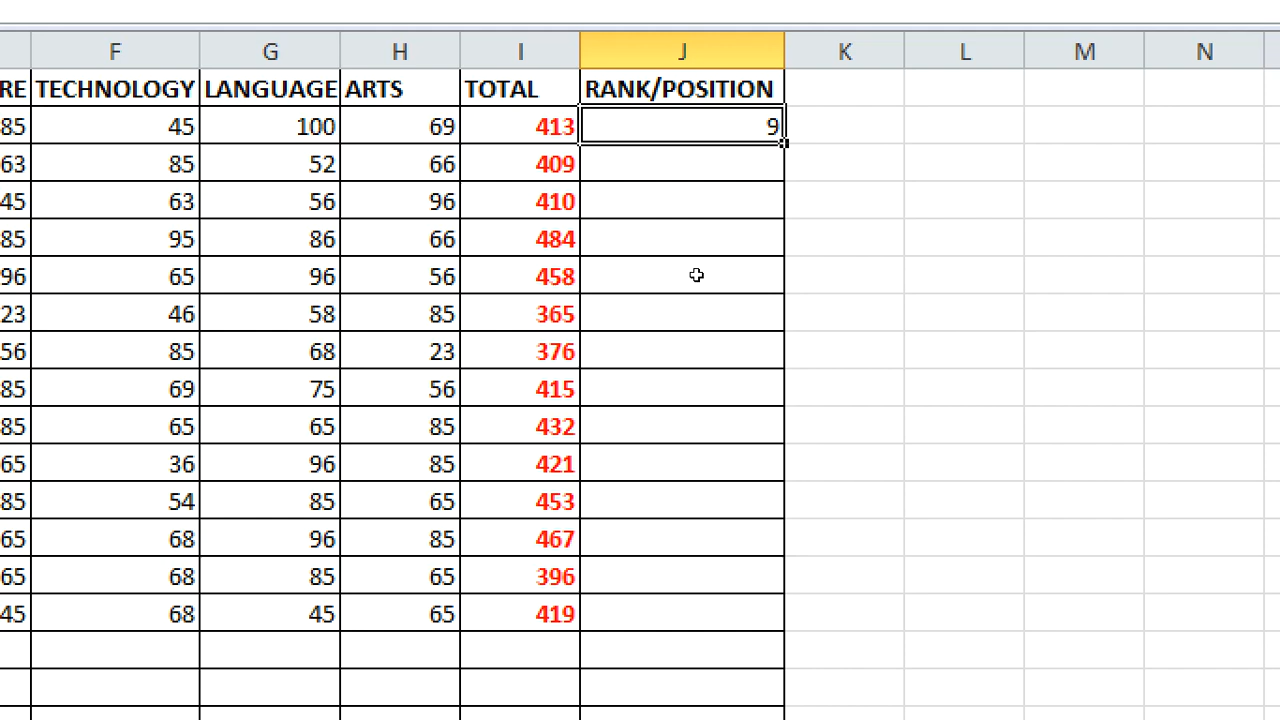 F G H I J K L M N
RE TECHNOLOGY LANGUAGE ARTS TOTAL RANK/POSITION
85 45 100 69 413 9
63 85 52 66 409
45 63 56 96 410
85 95 86 66 484
96 65 96 56 458
23 46 58 85 365
56 85 68 23 376
85 69 75 56 415
85 65 65 85 432
65 36 96 85 421
85 54 85 65 453
65 68 96 85 467
65 68 85 65 396
45 68 45 65 419